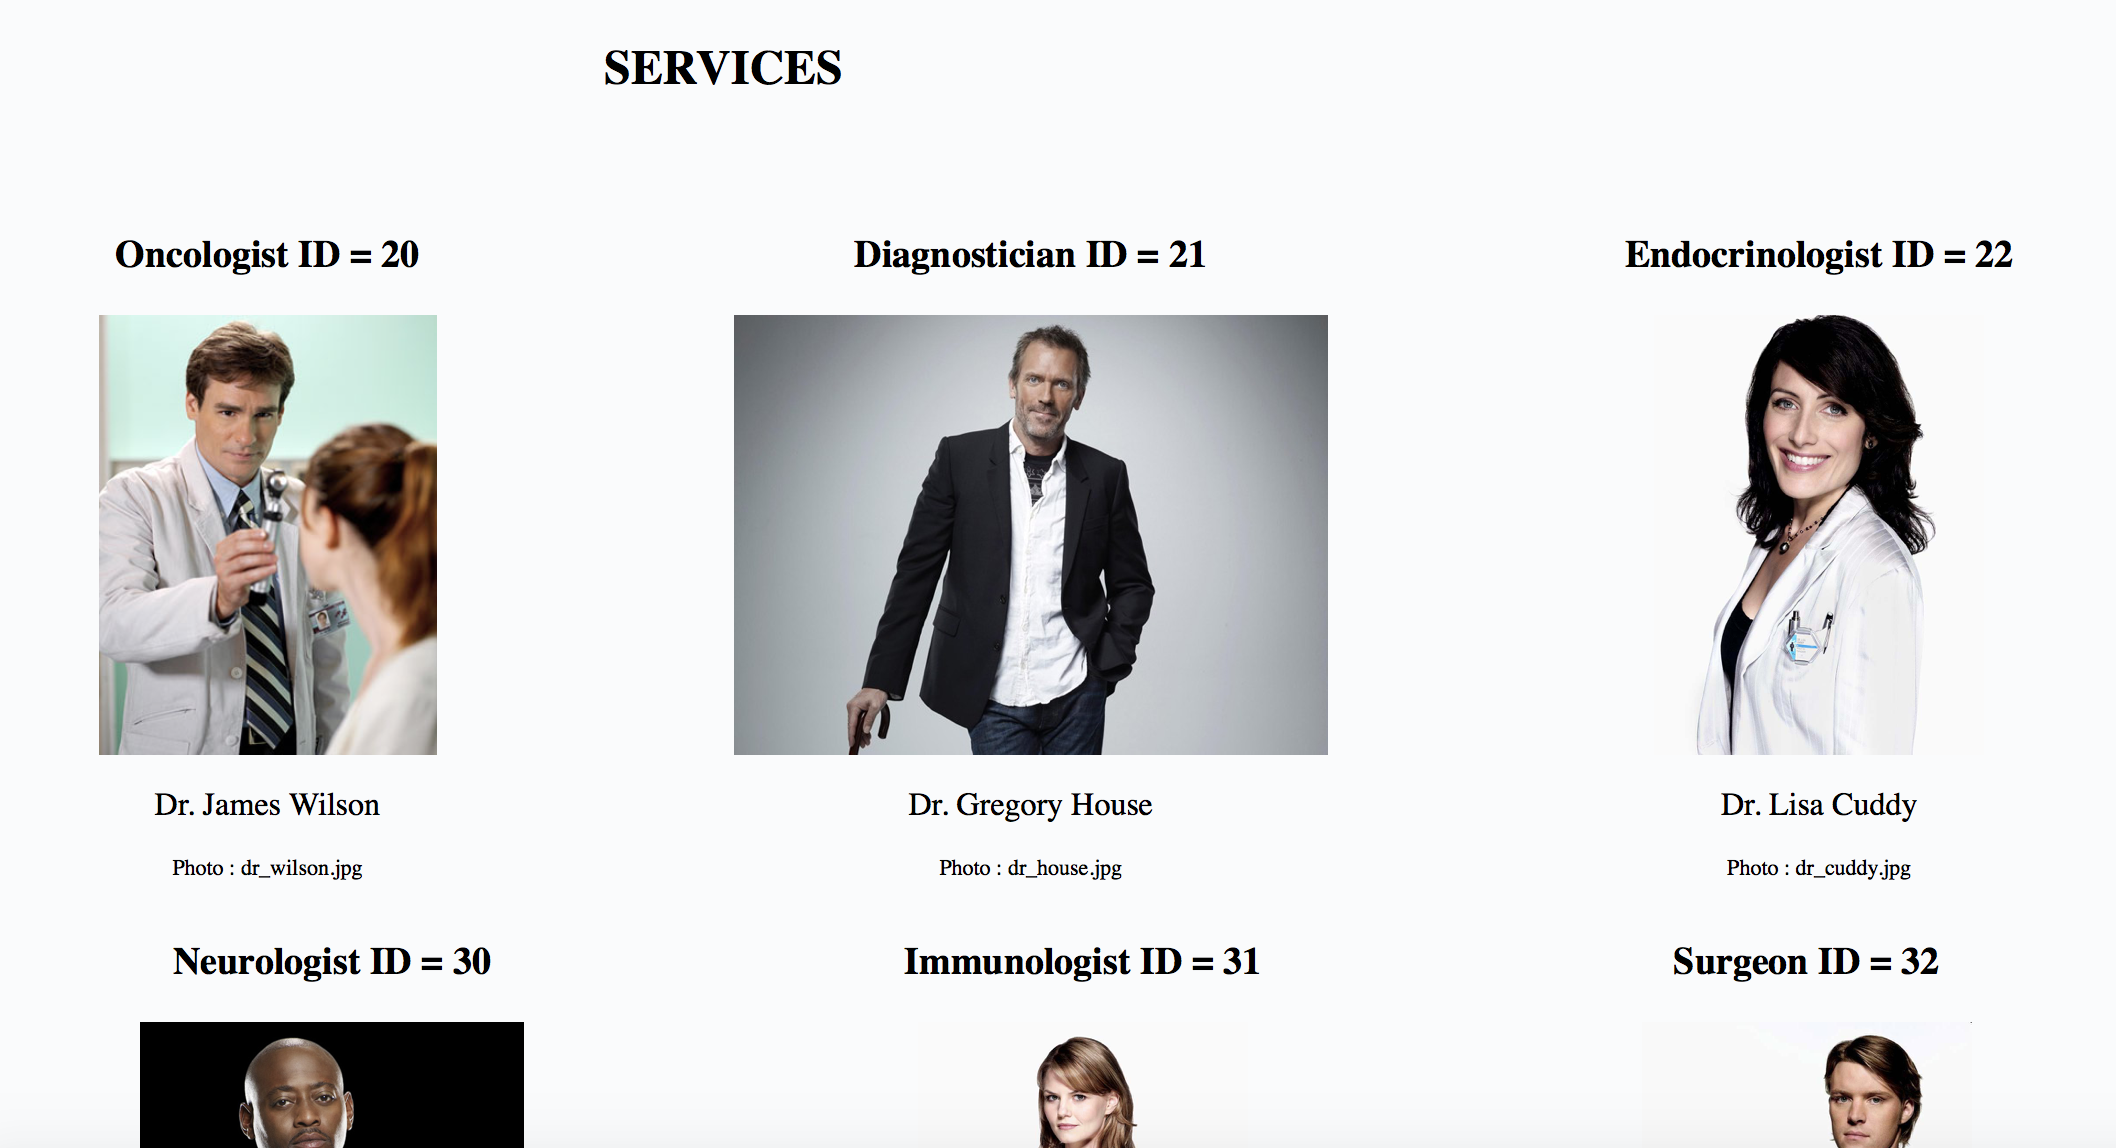 SERVICES
Oncologist ID = 20
Diagnostician ID = 21
Endocrinologist ID = 22
Dr. James Wilson
Dr. Gregory House
Dr. Lisa Cuddy
Photo : dr_wilson.jpg
Photo : dr_house.jpg
Photo : dr_cuddy.jpg
Neurologist ID = 30
Immunologist ID = 31
Surgeon ID = 32